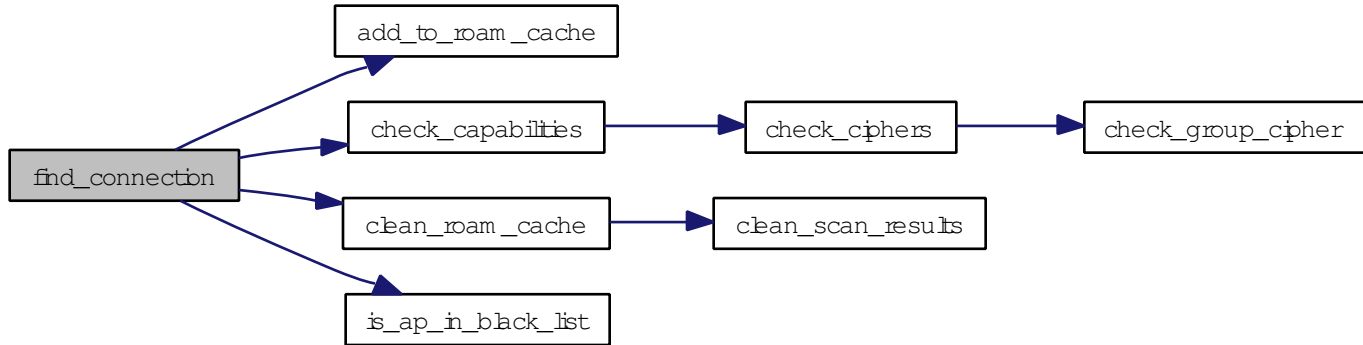 add_to_roam_cache
check_capabilities
check_ciphers
check_group_cipher
find_connection
clean_roam_cache
clean_scan_results
is_ap_in_black_list